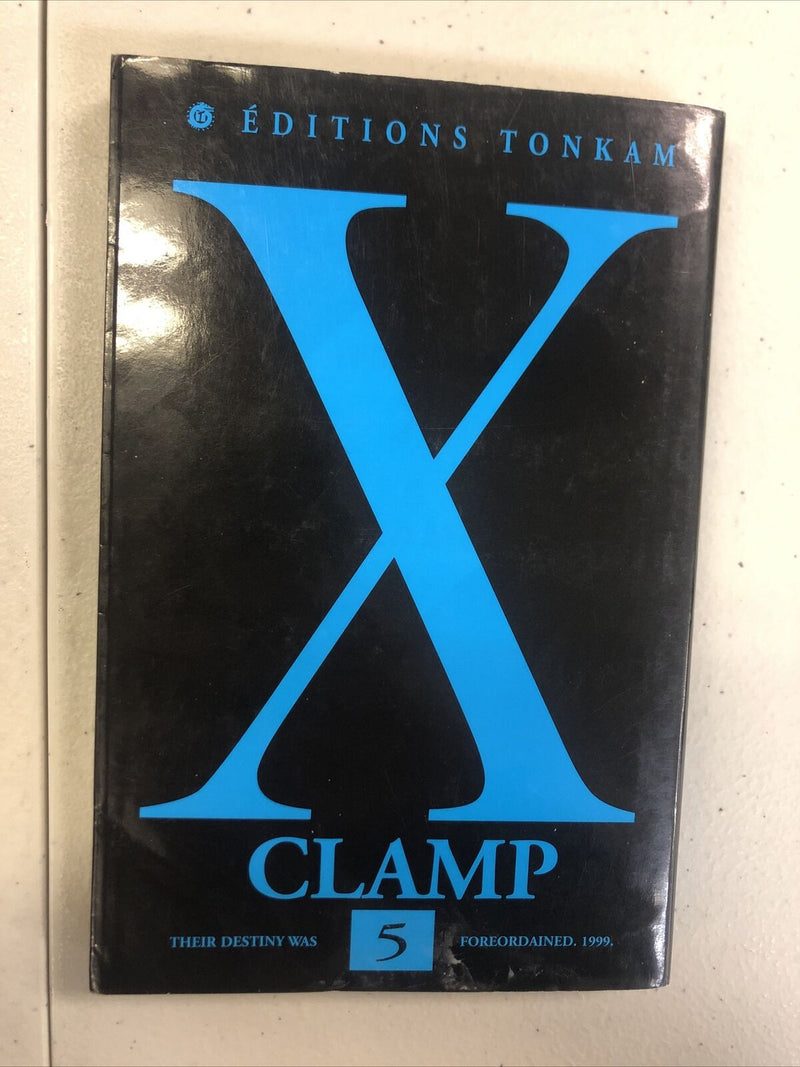 ÉDITIONS TONKAM
X
CLAMP
THEIR DESTINY WAS 5 FOREORDAINED. 1999.